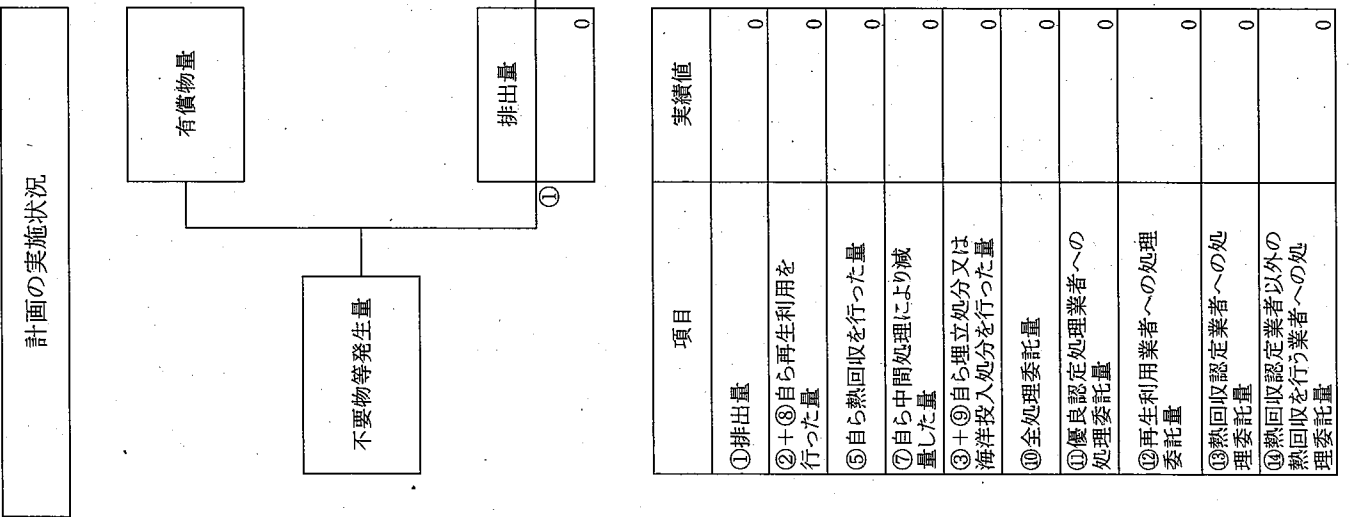 計画の実施状況
有償物量
不要物等発生量
排出量
①
0
項目
実績値
①排出量
0
②+⑧自ら再生利用を
行った量
0
⑤自ら熱回収を行った量
0
⑦自ら中間処理により減
量した量
0
③+⑨自ら埋立処分又は
海洋投入処分を行った量
0
⑩全処理委託量
0
⑪優良認定処理業者への
処理委託量
0
⑫再生利用業者への処理
委託量
0
⑬熱回収認定業者への処
理委託量
0
⑭熱回収認定業者以外の
熱回収を行う業者への処
理委託量
0